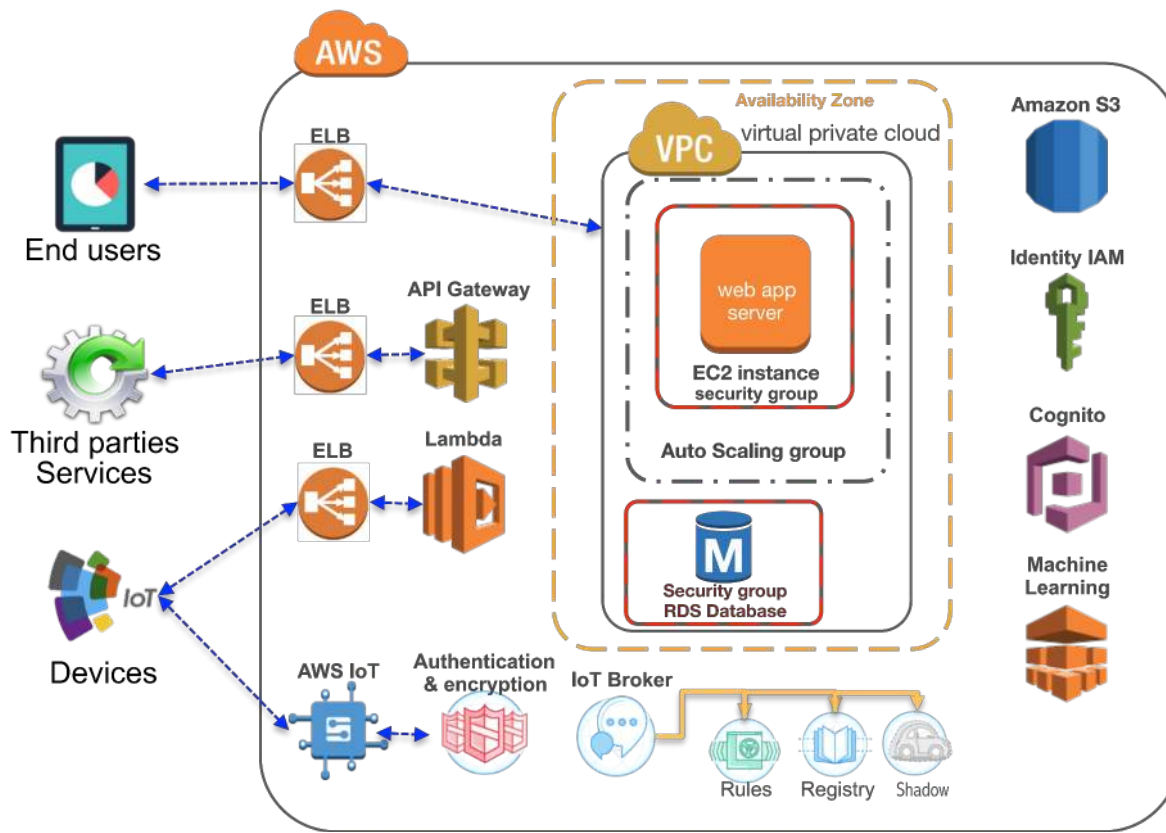 AWS
Availability Zone
virtual private cloud
VPC
Amazon S3
ELB
End users
web app
server
EC2 instance
security group
Identity IAM
ELB
API Gateway
Third parties
Services
ELB
Lambda
Auto Scaling group
Cognito
M
Security group
RDS Database
Machine
Learning
IoT
Devices
AWS IoT
Authentication
& encryption
IoT Broker
Rules
Registry
Shadow